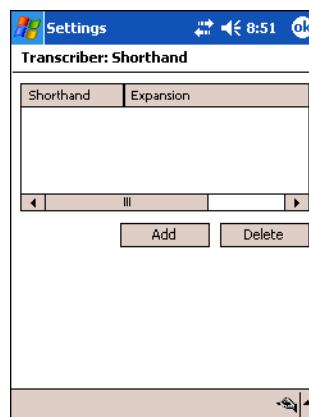 Settings 8:51 ok
Transcriber: Shorthand
Shorthand Expansion
Add Delete